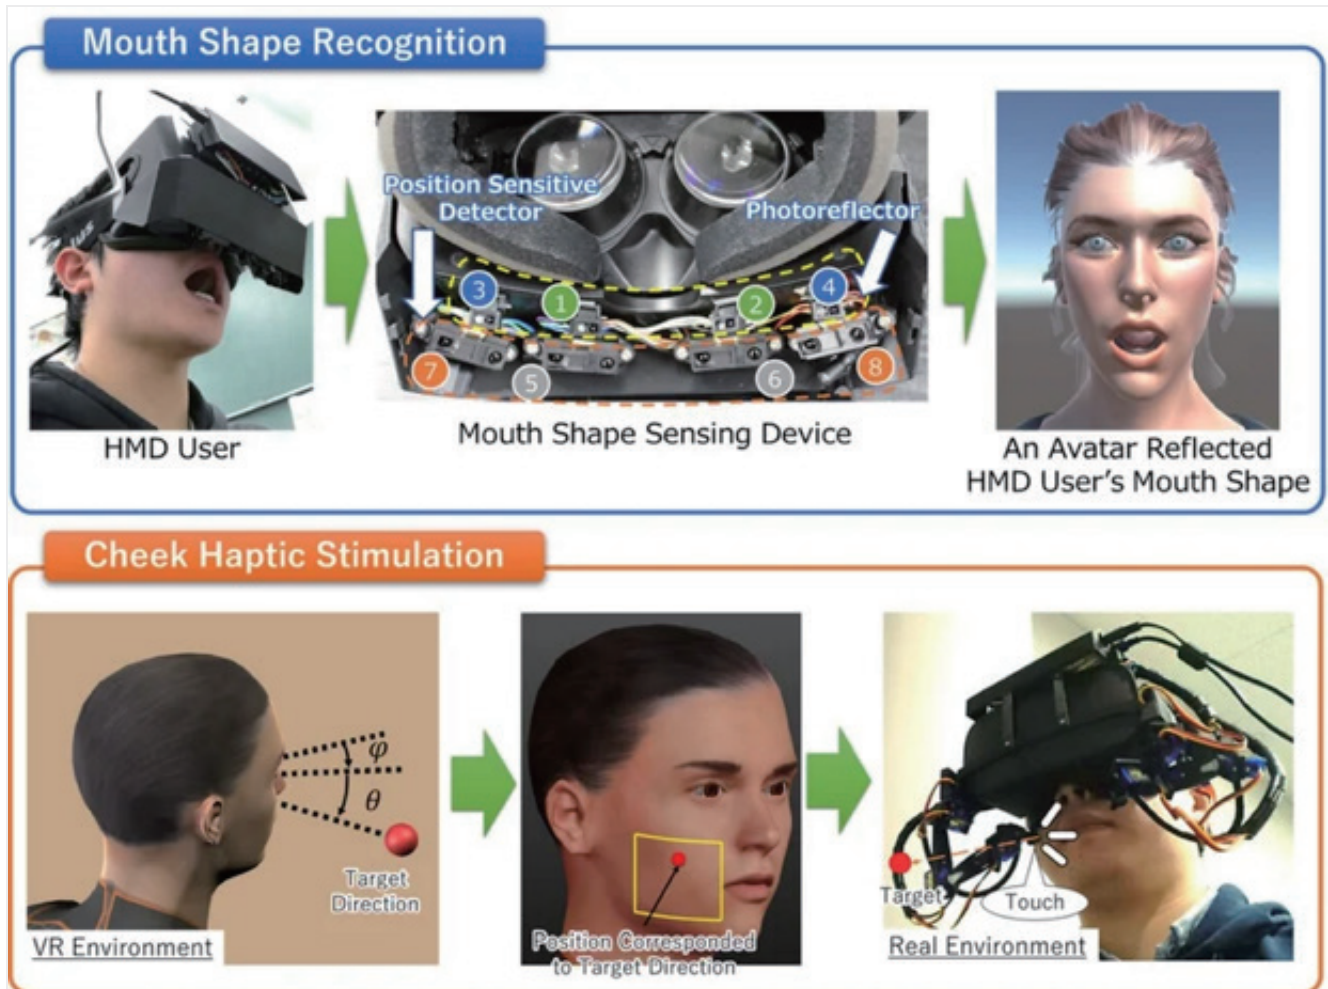 Mouth Shape Recognition
Position Sensitive
Detector
Photoreflector
3
1
2
4
7
5
6
8
HMD User
Mouth Shape Sensing Device
An Avatar Reflected
HMD User's Mouth Shape
Cheek Haptic Stimulation
φ
θ
Target
Direction
VR Environment
Position Corresponded
to Target Direction
Target
Touch
Real Environment